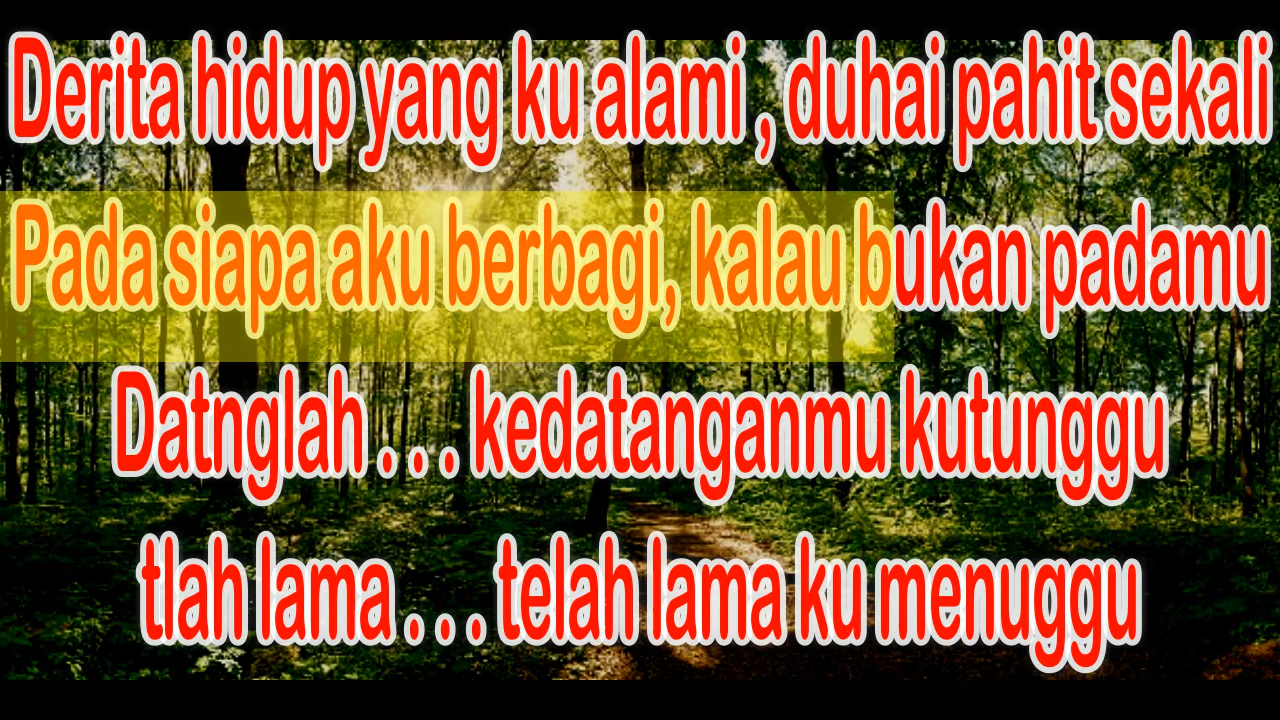 Derita hidup yang ku alami , duhai pahit sekali
Pada siapa aku berbagi, kalau bukan padamu
Datnglah . . . kedatanganmu kutunggu
tlah lama . . . telah lama ku menuggu